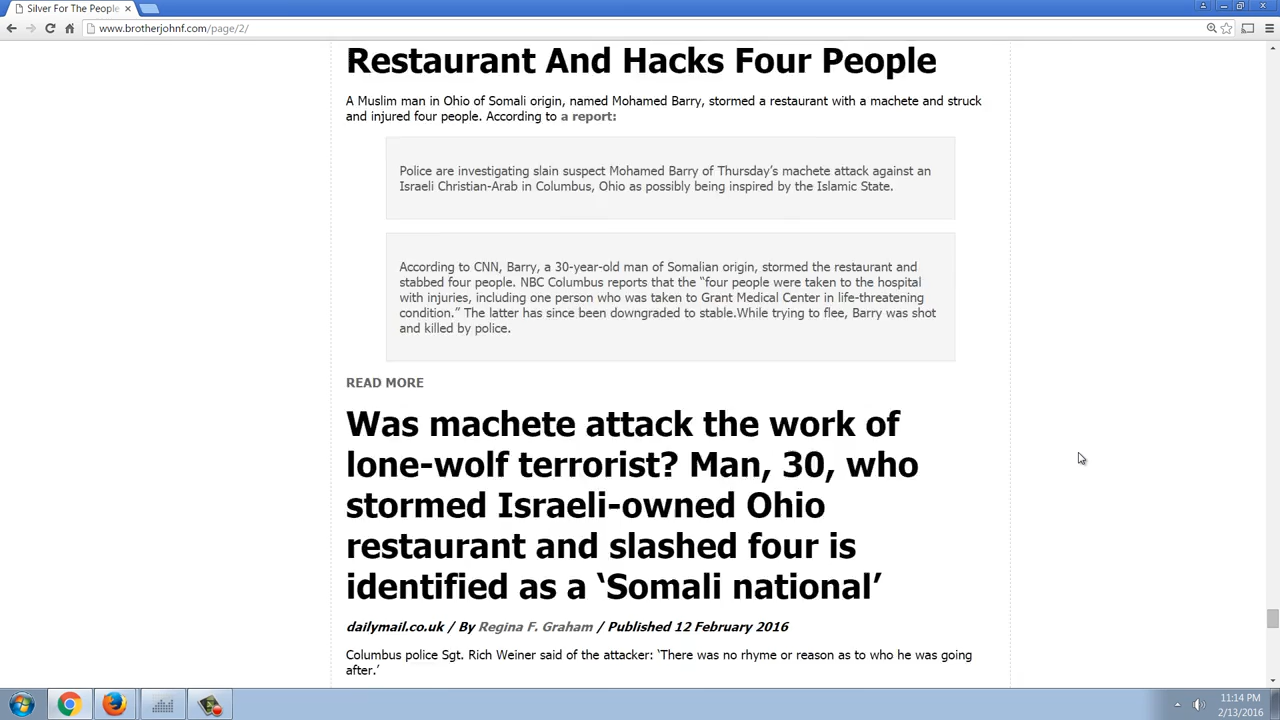 Silver For The People
www.brotherjohnf.com/page/2/
Restaurant And Hacks Four People
A Muslim man in Ohio of Somali origin, named Mohamed Barry, stormed a restaurant with a machete and struck
and injured four people. According to a report:
Police are investigating slain suspect Mohamed Barry of Thursday’s machete attack against an
Israeli Christian-Arab in Columbus, Ohio as possibly being inspired by the Islamic State.
According to CNN, Barry, a 30-year-old man of Somalian origin, stormed the restaurant and
stabbed four people. NBC Columbus reports that the “four people were taken to the hospital
with injuries, including one person who was taken to Grant Medical Center in life-threatening
condition.” The latter has since been downgraded to stable.While trying to flee, Barry was shot
and killed by police.
READ MORE
Was machete attack the work of
lone-wolf terrorist? Man, 30, who
stormed Israeli-owned Ohio
restaurant and slashed four is
identified as a ‘Somali national’
dailymail.co.uk / By Regina F. Graham / Published 12 February 2016
Columbus police Sgt. Rich Weiner said of the attacker: ‘There was no rhyme or reason as to who he was going
after.’
11:14 PM
2/13/2016